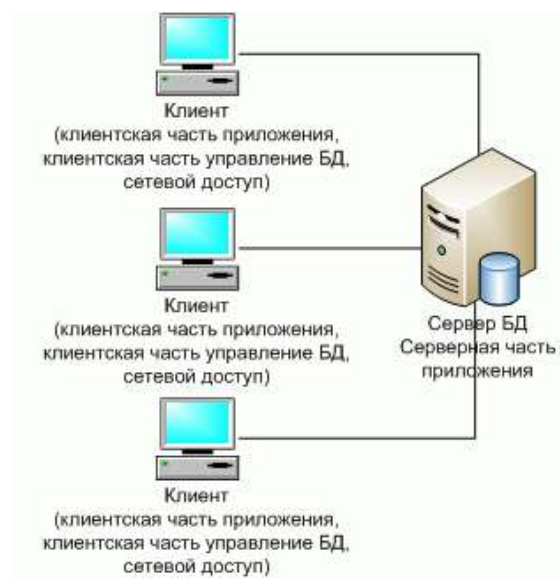 Клиент
(клиентская часть приложения,
клиентская часть управление БД,
сетевой доступ)
Клиент
(клиентская часть приложения,
клиентская часть управление БД,
сетевой доступ)
Сервер БД
Серверная часть
приложения
Клиент
(клиентская часть приложения,
клиентская часть управление БД,
сетевой доступ)